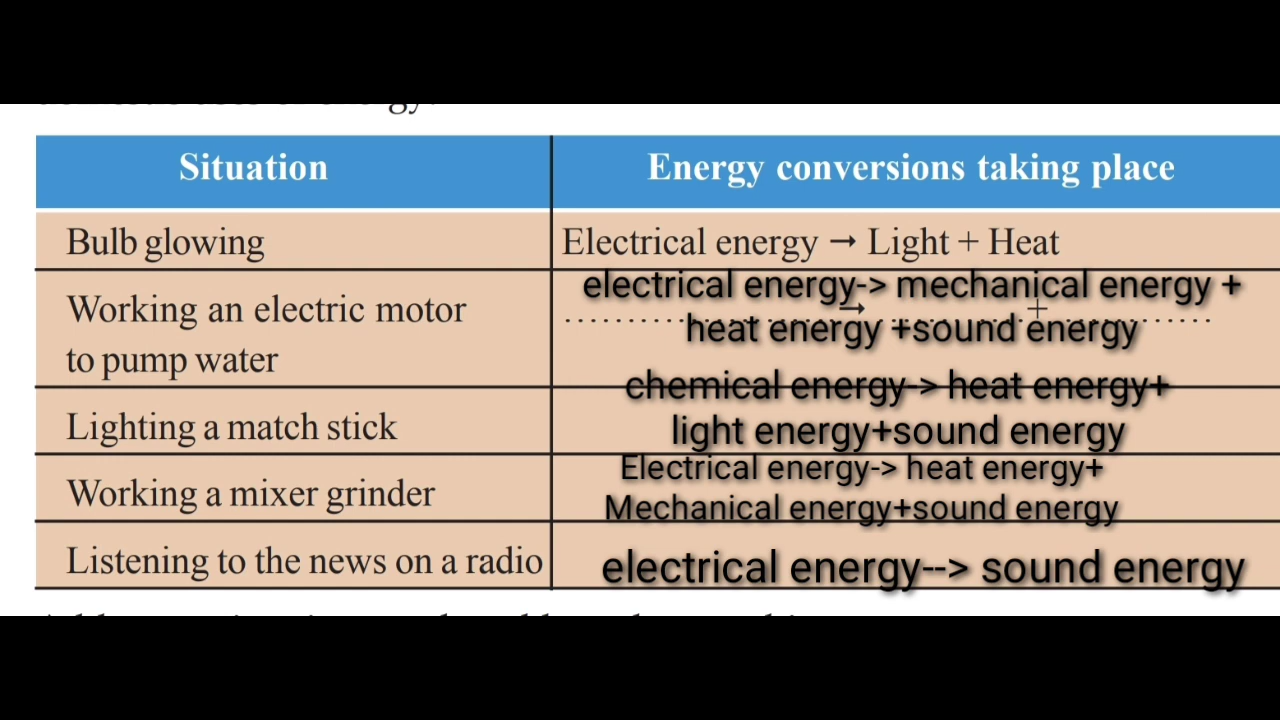 Situation
Energy conversions taking place
Bulb glowing
Electrical energy → Light + Heat
Working an electric motor
to pump water
electrical energy-> mechanical energy +
heat energy +sound energy
................ → ................ + ................
Lighting a match stick
chemical energy-> heat energy+
light energy+sound energy
Working a mixer grinder
Electrical energy-> heat energy+
Mechanical energy+sound energy
Listening to the news on a radio
electrical energy--> sound energy